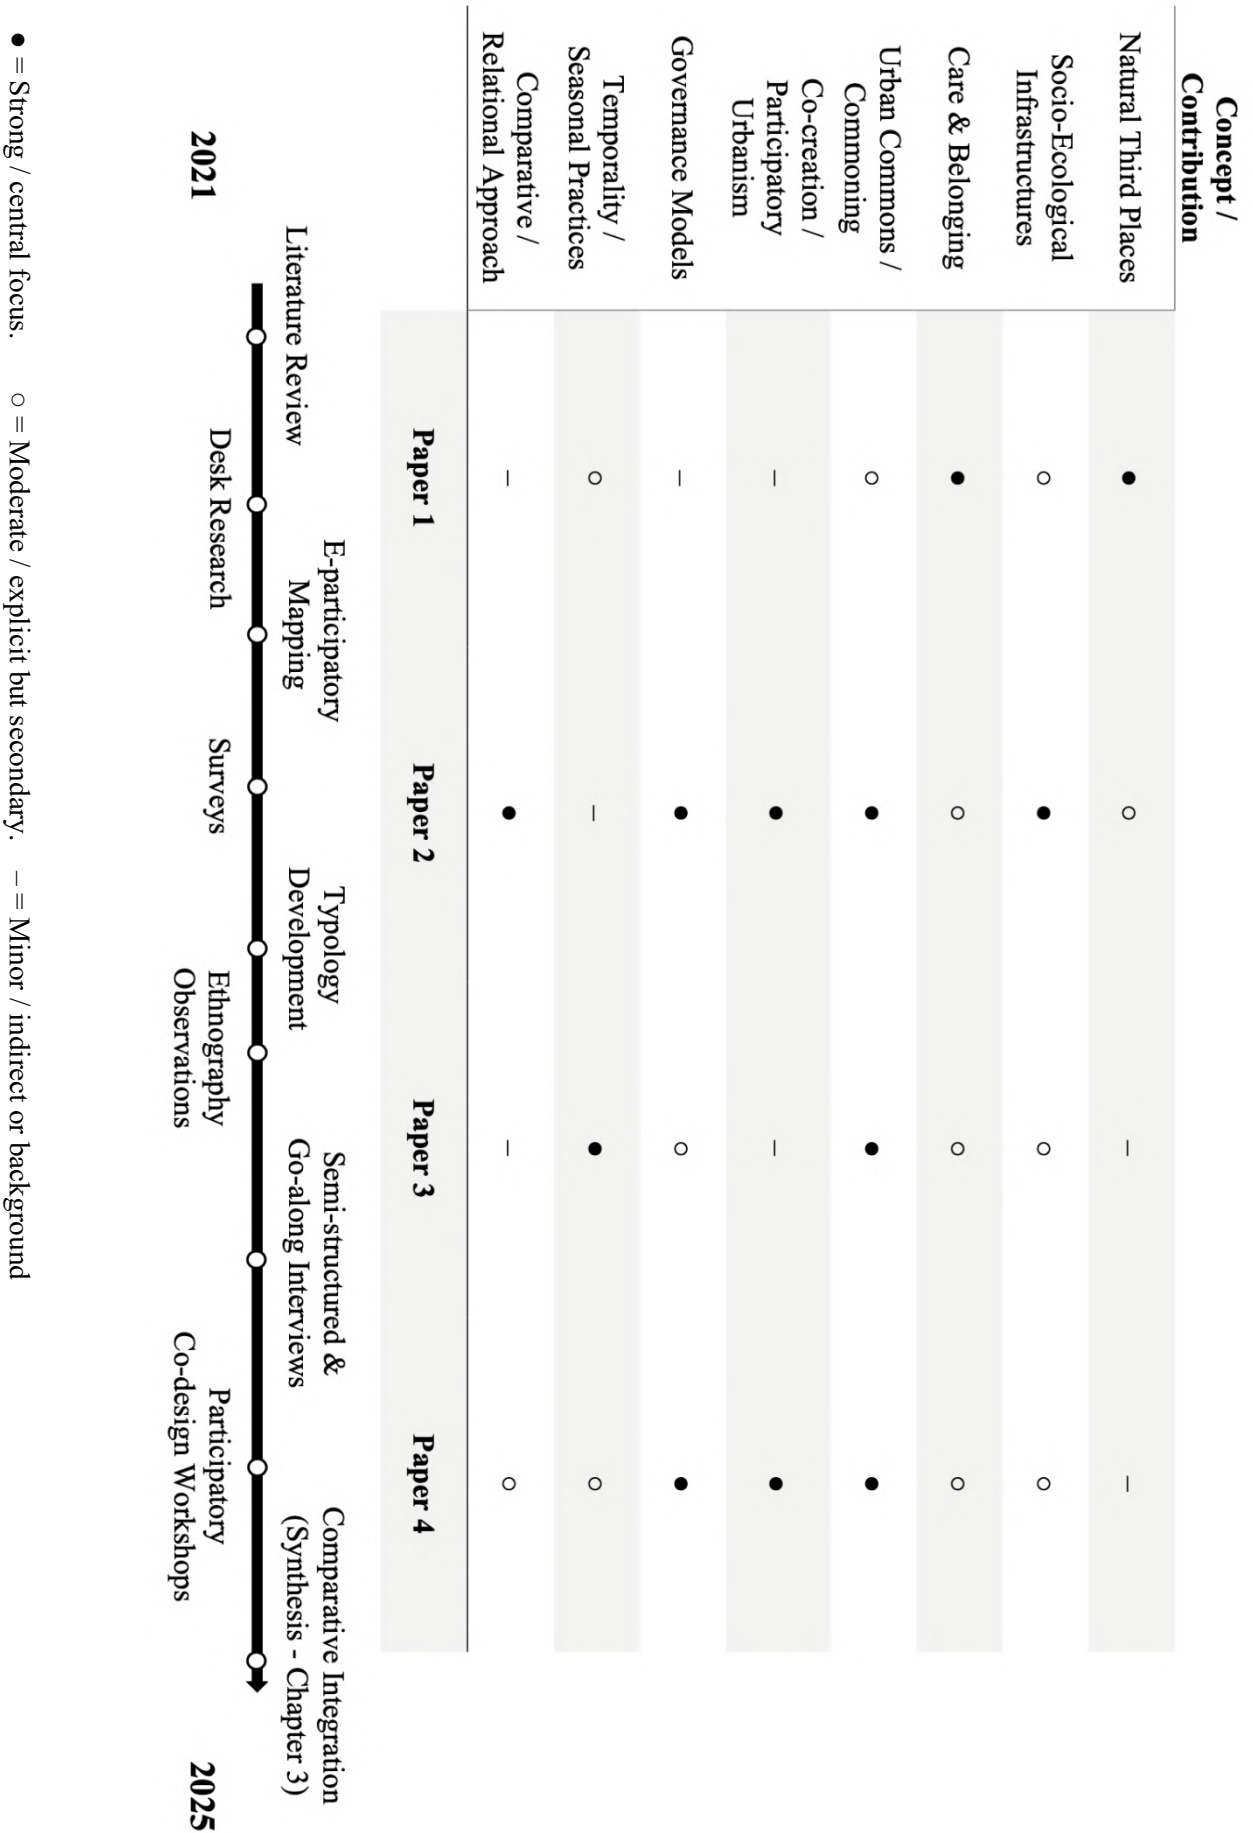 Concept /
Contribution
Natural Third Places ● ○ – –
Socio-Ecological
Infrastructures ○ ● ○ ○
Care & Belonging ● ○ ○ ○
Urban Commons /
Commoning ○ ● ● ●
Co-creation /
Participatory
Urbanism – ● – ●
Governance Models – ● ○ ●
Temporality /
Seasonal Practices ○ – ● ○
Comparative /
Relational Approach – ● – ○
Paper 1 Paper 2 Paper 3 Paper 4
Literature Review
E-participatory
Mapping
Typology
Development
Semi-structured &
Go-along Interviews
Comparative Integration
(Synthesis - Chapter 3)
2021
Desk Research
Surveys
Ethnography
Observations
Participatory
Co-design Workshops
2025
● = Strong / central focus. ○ = Moderate / explicit but secondary. – = Minor / indirect or background